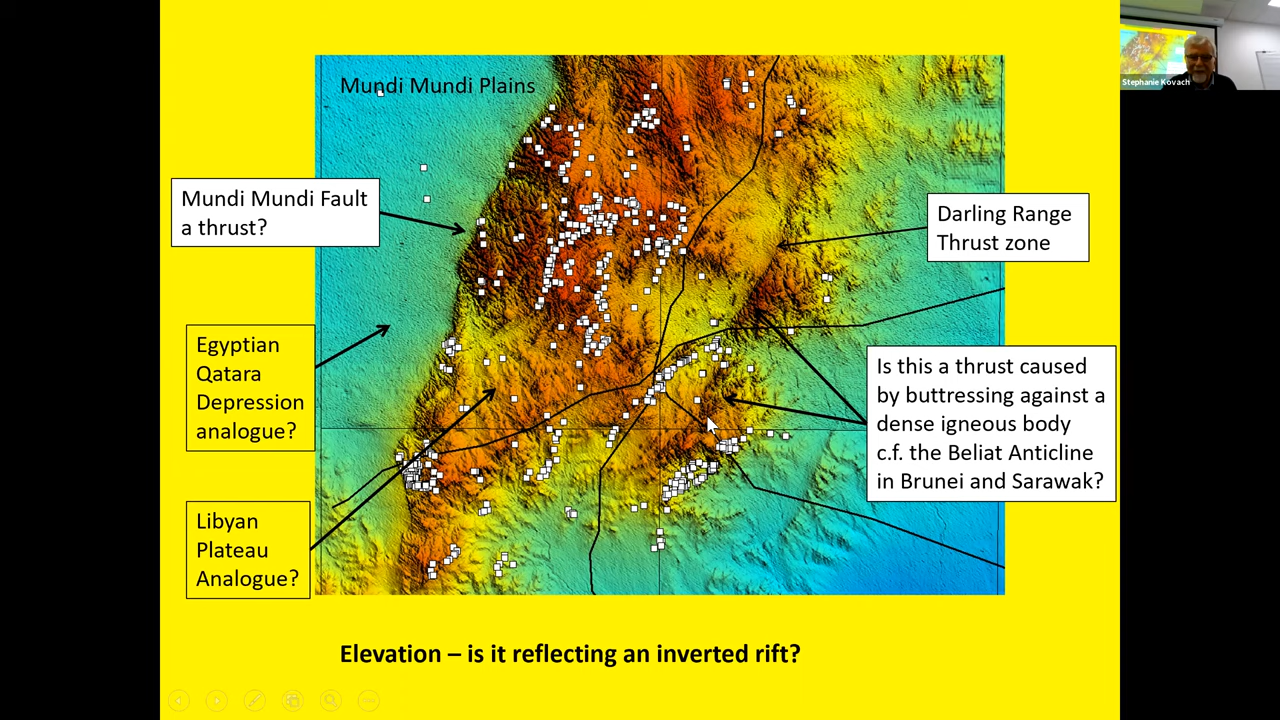 Mundi Mundi Plains
Stephanie Kovach
Mundi Mundi Fault
a thrust?
Darling Range
Thrust zone
Egyptian
Qatara
Depression
analogue?
Is this a thrust caused
by buttressing against a
dense igneous body
c.f. the Beliat Anticline
in Brunei and Sarawak?
Libyan
Plateau
Analogue?
Elevation – is it reflecting an inverted rift?